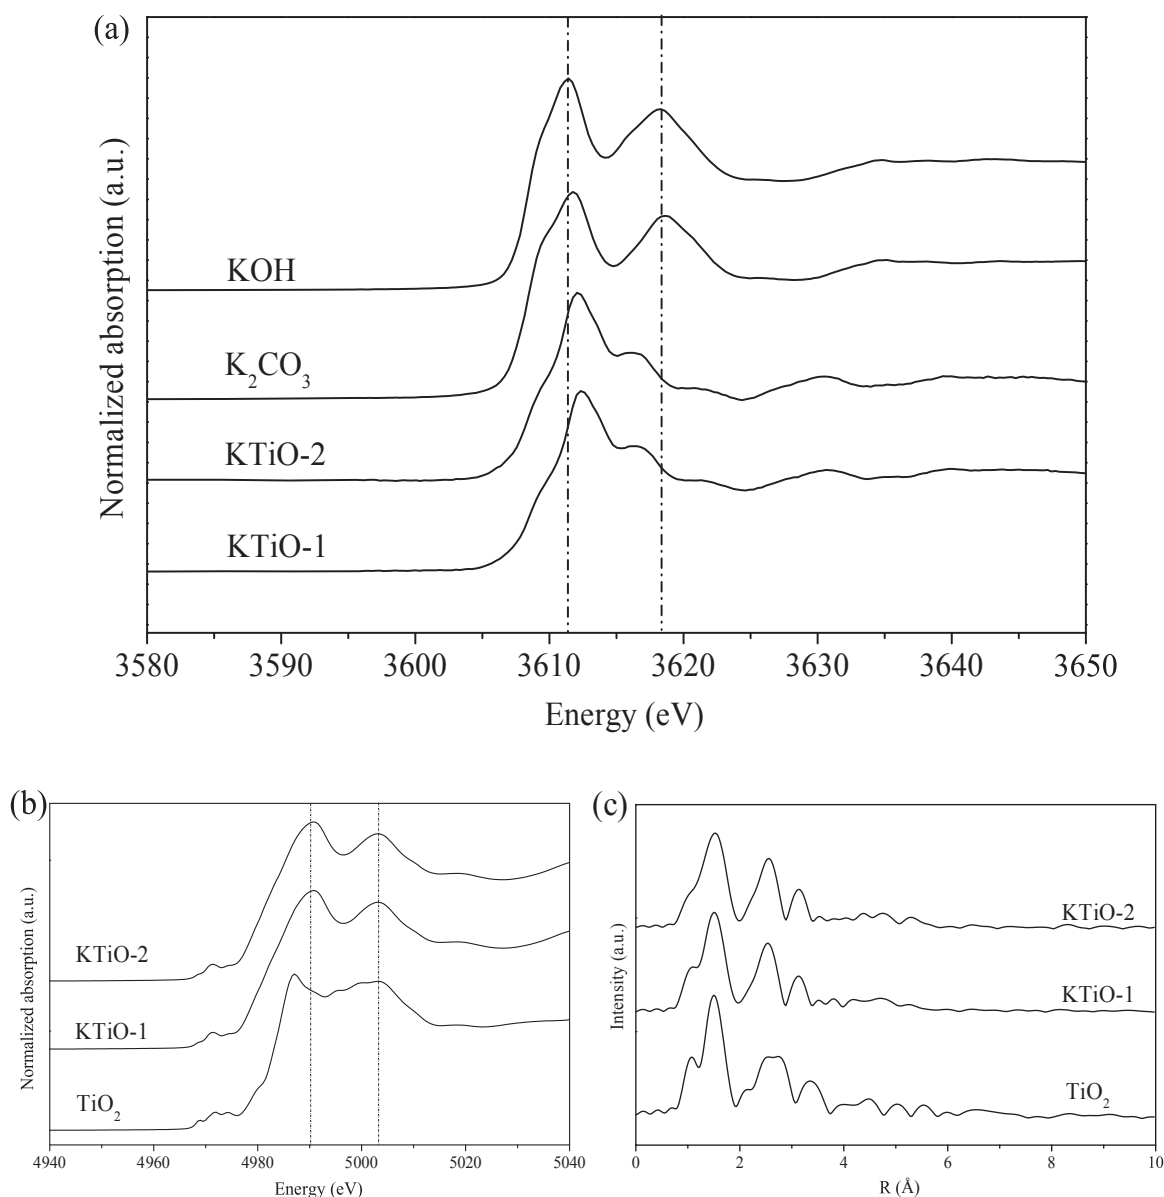 (a)
Normalized absorption (a.u.)
KOH
K₂CO₃
KTiO-2
KTiO-1
3580 3590 3600 3610 3620 3630 3640 3650
Energy (eV)
(b)
Normalized absorption (a.u.)
KTiO-2
KTiO-1
TiO₂
4940 4960 4980 5000 5020 5040
Energy (eV)
(c)
Intensity (a.u.)
KTiO-2
KTiO-1
TiO₂
0 2 4 6 8 10
R (Å)